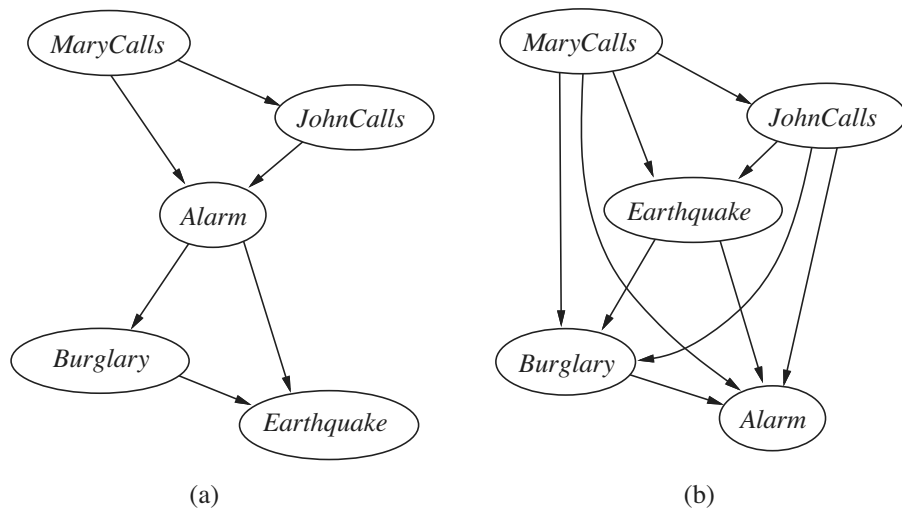 MaryCalls
JohnCalls
Alarm
Burglary
Earthquake
(a)
MaryCalls
JohnCalls
Earthquake
Burglary
Alarm
(b)